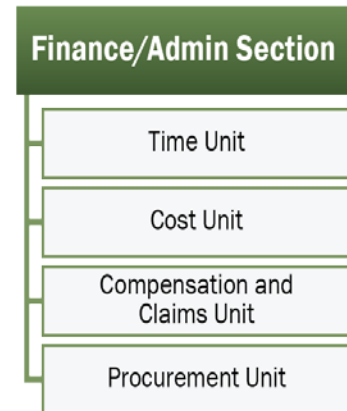 Finance/Admin Section
Time Unit
Cost Unit
Compensation and
Claims Unit
Procurement Unit